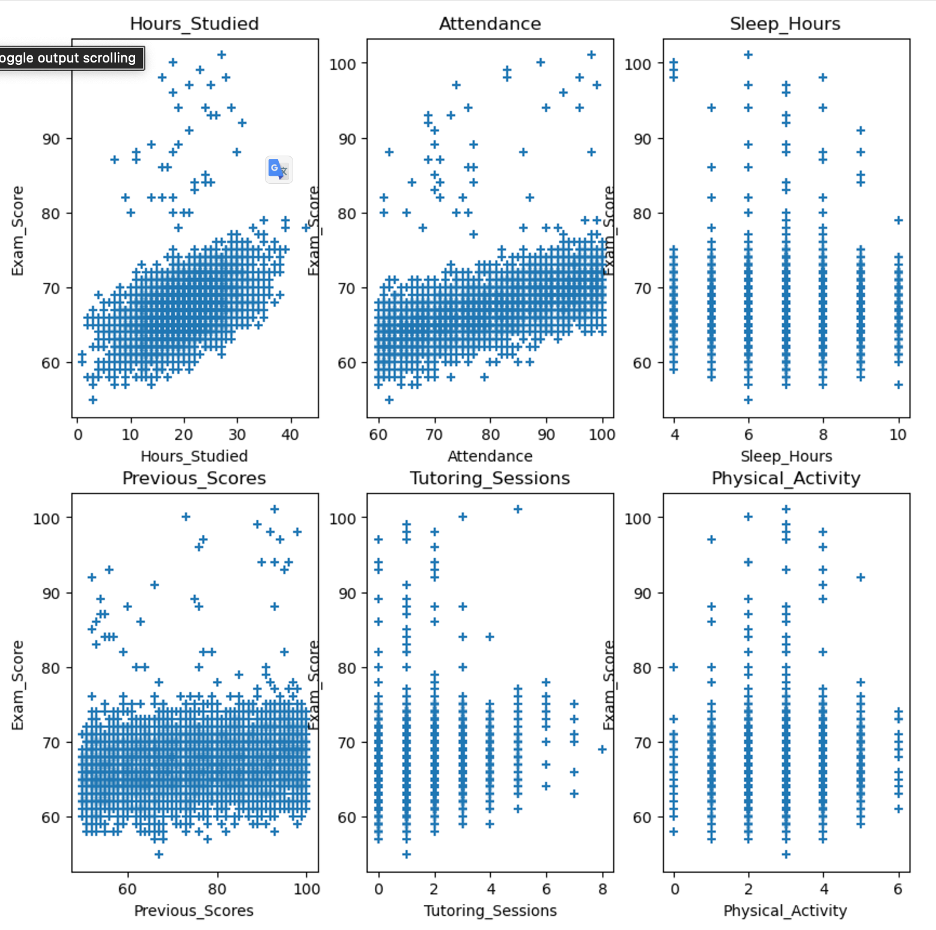 Hours_Studied
Attendance
Sleep_Hours
oggle output scrolling
Exam_Score
100
90
80
70
60
0 10 20 30 40
Hours_Studied
Exam_Score
100
90
80
70
60
60 70 80 90 100
Attendance
Exam_Score
100
90
80
70
60
4 6 8 10
Sleep_Hours
Previous_Scores
Tutoring_Sessions
Physical_Activity
Exam_Score
100
90
80
70
60
60 80 100
Previous_Scores
Exam_Score
100
90
80
70
60
0 2 4 6 8
Tutoring_Sessions
Exam_Score
100
90
80
70
60
0 2 4 6
Physical_Activity